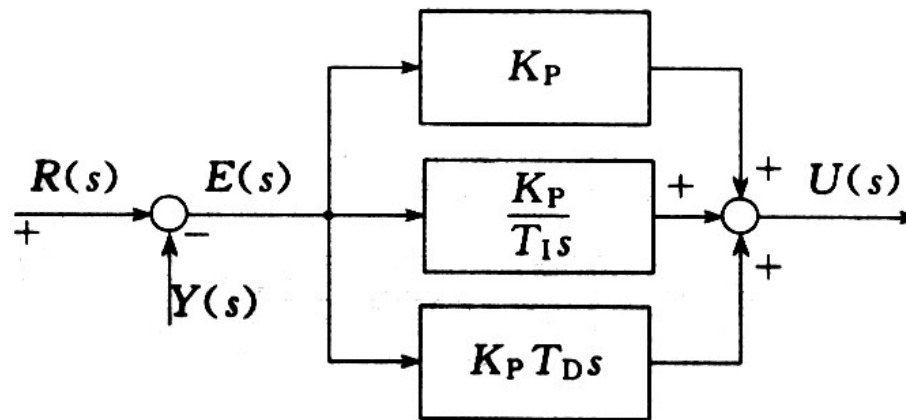 K_P
R(s) E(s) K_P / T_I s + + U(s)
+ − +
Y(s)
K_P T_D s